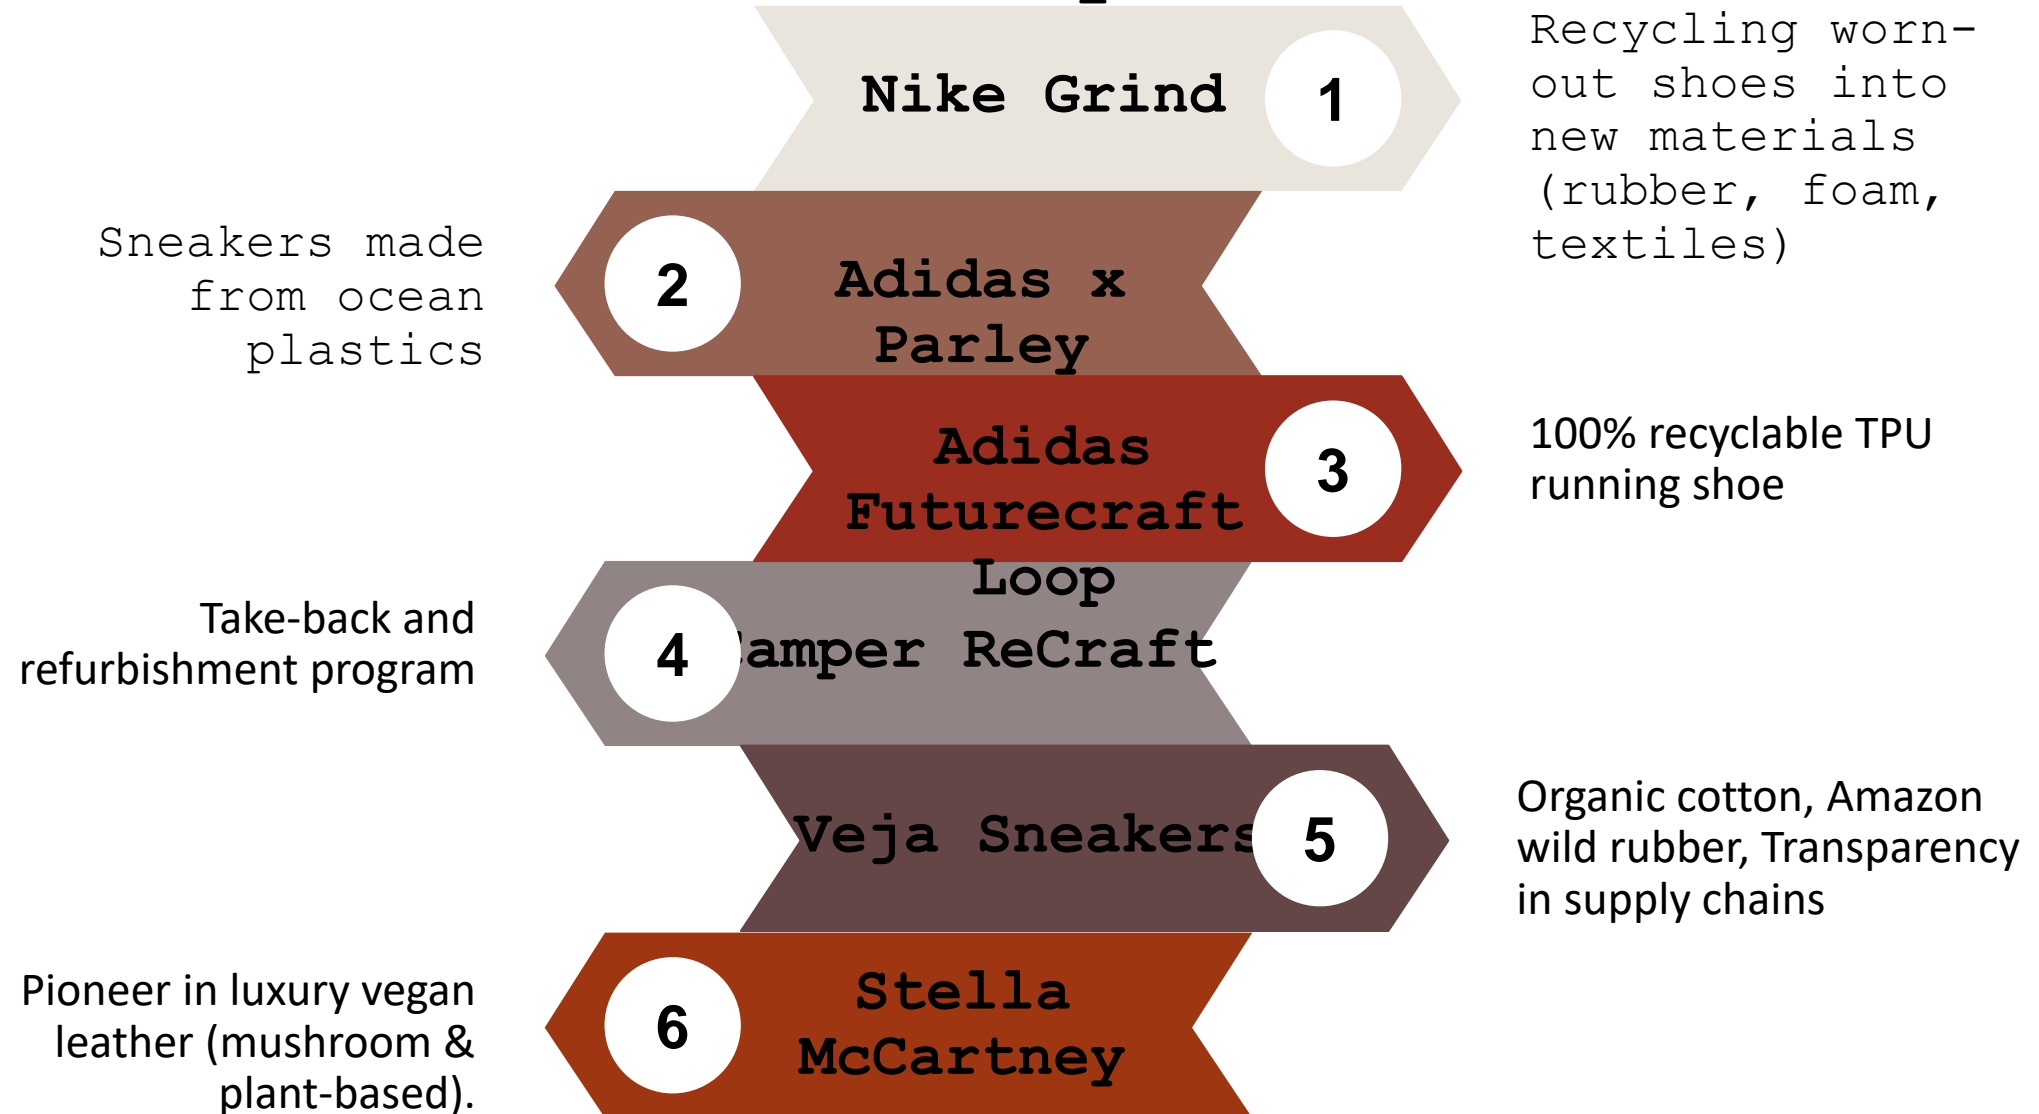 Nike Grind
1
Recycling worn-
out shoes into
new materials
(rubber, foam,
textiles)
Sneakers made
from ocean
plastics
2
Adidas x
Parley
Adidas
Futurecraft
Loop
3
100% recyclable TPU
running shoe
Take-back and
refurbishment program
4
amper ReCraft
Veja Sneakers
5
Organic cotton, Amazon
wild rubber, Transparency
in supply chains
Pioneer in luxury vegan
leather (mushroom &
plant-based).
6
Stella
McCartney